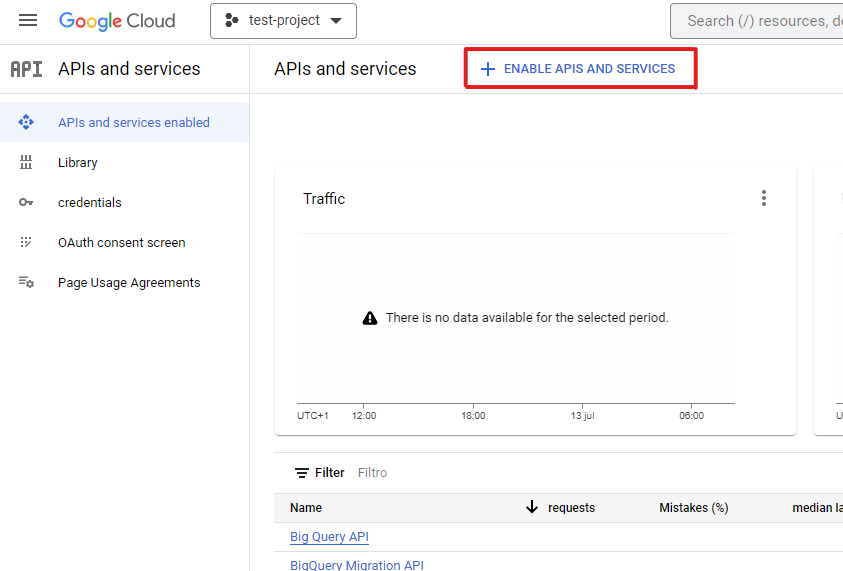 Google Cloud
test-project
Search (/) resources, do
API
APIs and services
APIs and services
ENABLE APIS AND SERVICES
APIs and services enabled
Library
credentials
OAuth consent screen
Page Usage Agreements
Traffic
There is no data available for the selected period.
UTC+1 12:00 18:00 13 jul 06:00
Filter Filtro
Name requests Mistakes (%) median la
Big Query API
BigQuery Migration API